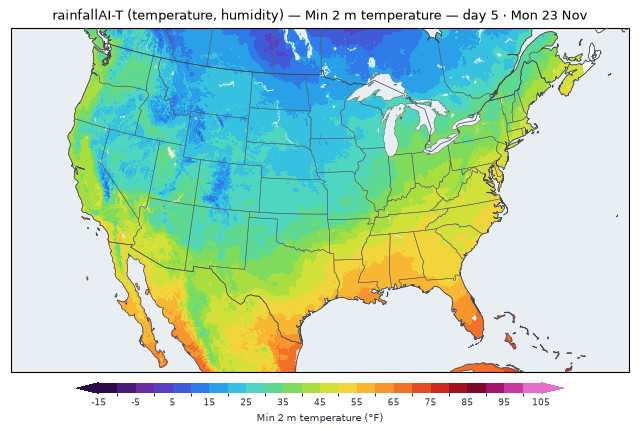 rainfallAI-T (temperature, humidity) — Min 2 m temperature — day 5 · Mon 23 Nov
-15 -5 5 15 25 35 45 55 65 75 85 95 105
Min 2 m temperature (°F)